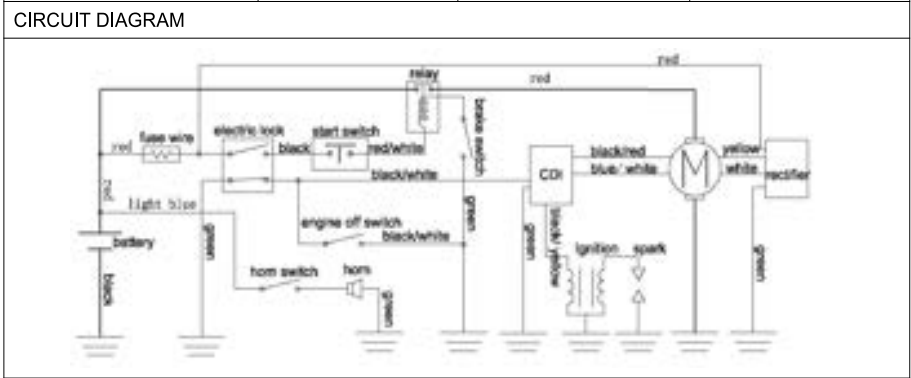 CIRCUIT DIAGRAM
red
relay
red
brake switch
fuse wire
electric lock
start switch
red
black
red/white
black/red
yellow
CDI
M
rectifier
blue/ white
white
black/white
red
light blue
green
engine off switch
black/white
green
green
black/ yellow
ignition
spark
green
battery
black
horn switch
horn
green